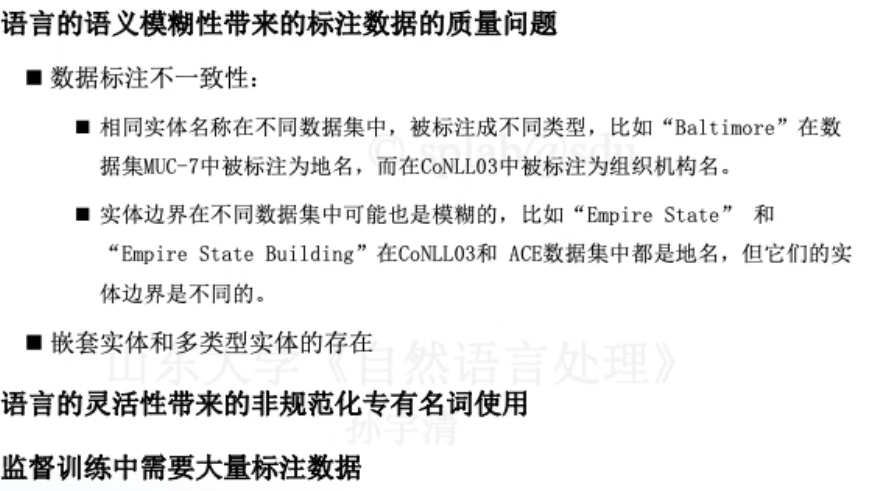 语言的语义模糊性带来的标注数据的质量问题
■ 数据标注不一致性：
■ 相同实体名称在不同数据集中，被标注成不同类型，比如“Baltimore”在数
据集MUC-7中被标注为地名，而在CoNLL03中被标注为组织机构名。
■ 实体边界在不同数据集中可能也是模糊的，比如“Empire State” 和
“Empire State Building”在CoNLL03和 ACE数据集中都是地名，但它们的实
体边界是不同的。
■ 嵌套实体和多类型实体的存在
山东大学《自然语言处理》
语言的灵活性带来的非规范化专有名词使用
孙宇清
监督训练中需要大量标注数据